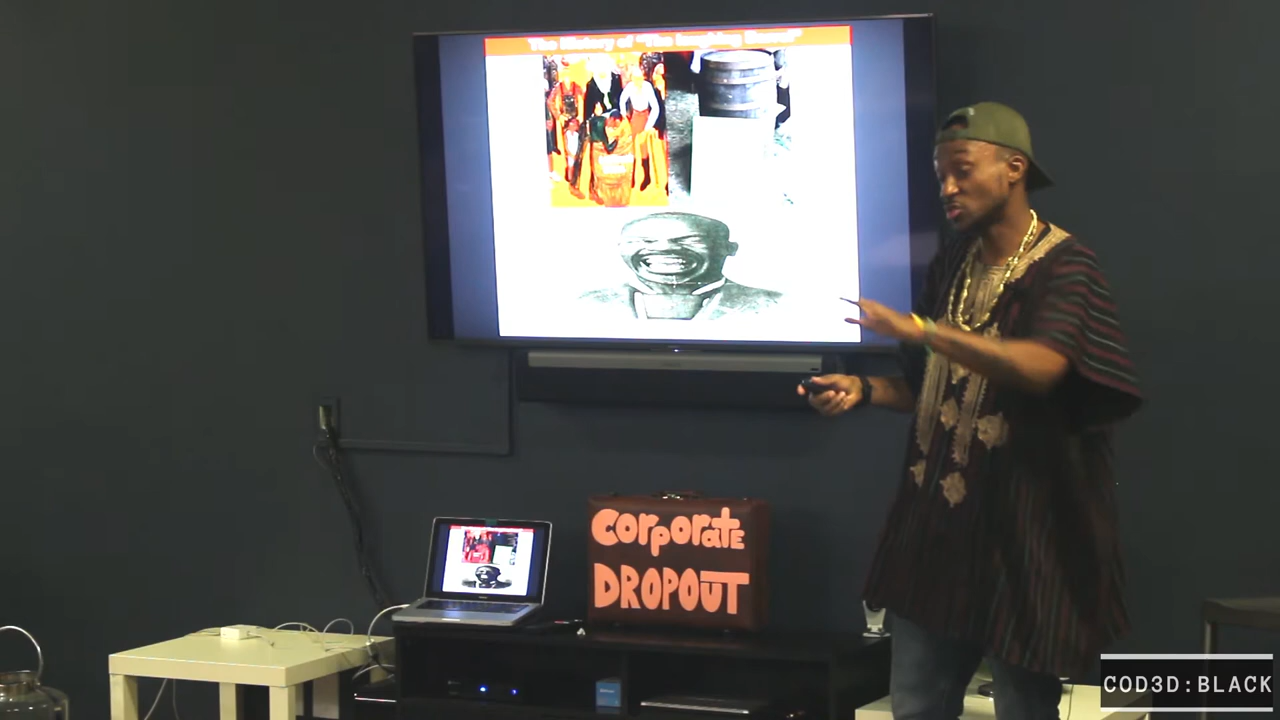 The History of "The Laughing Barrel"
Corporate
DROPOUT
COD3D:BLACK